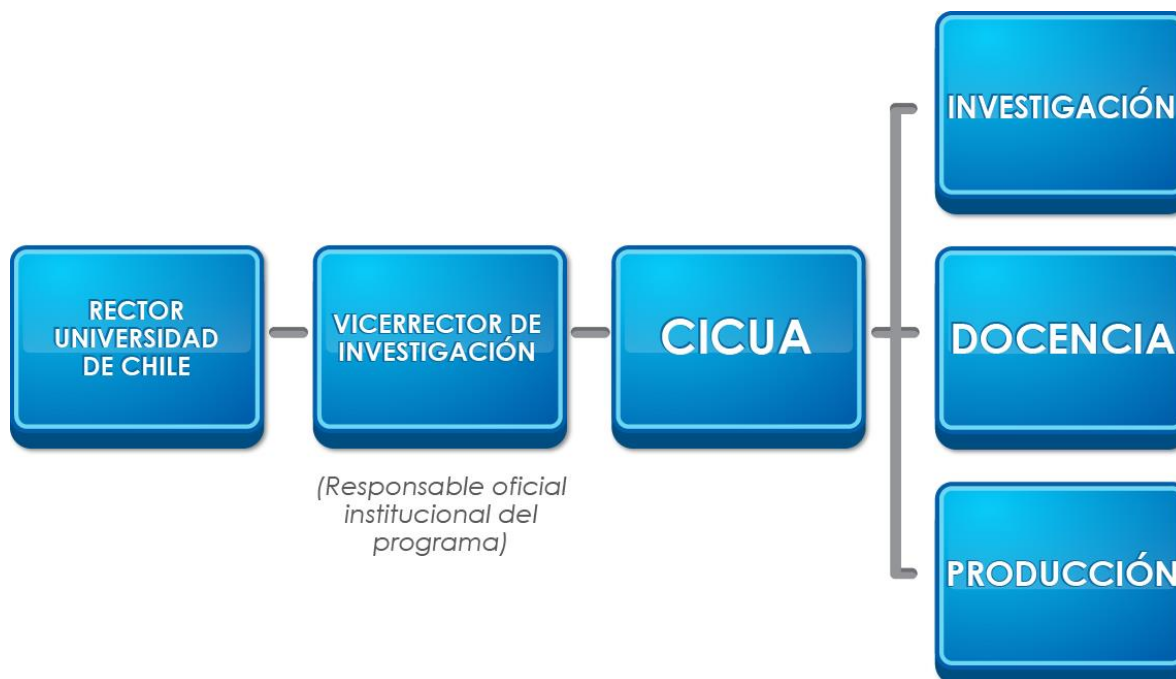 RECTOR
UNIVERSIDAD
DE CHILE
VICERRECTOR DE
INVESTIGACIÓN
(Responsable oficial
institucional del
programa)
CICUA
INVESTIGACIÓN
DOCENCIA
PRODUCCIÓN